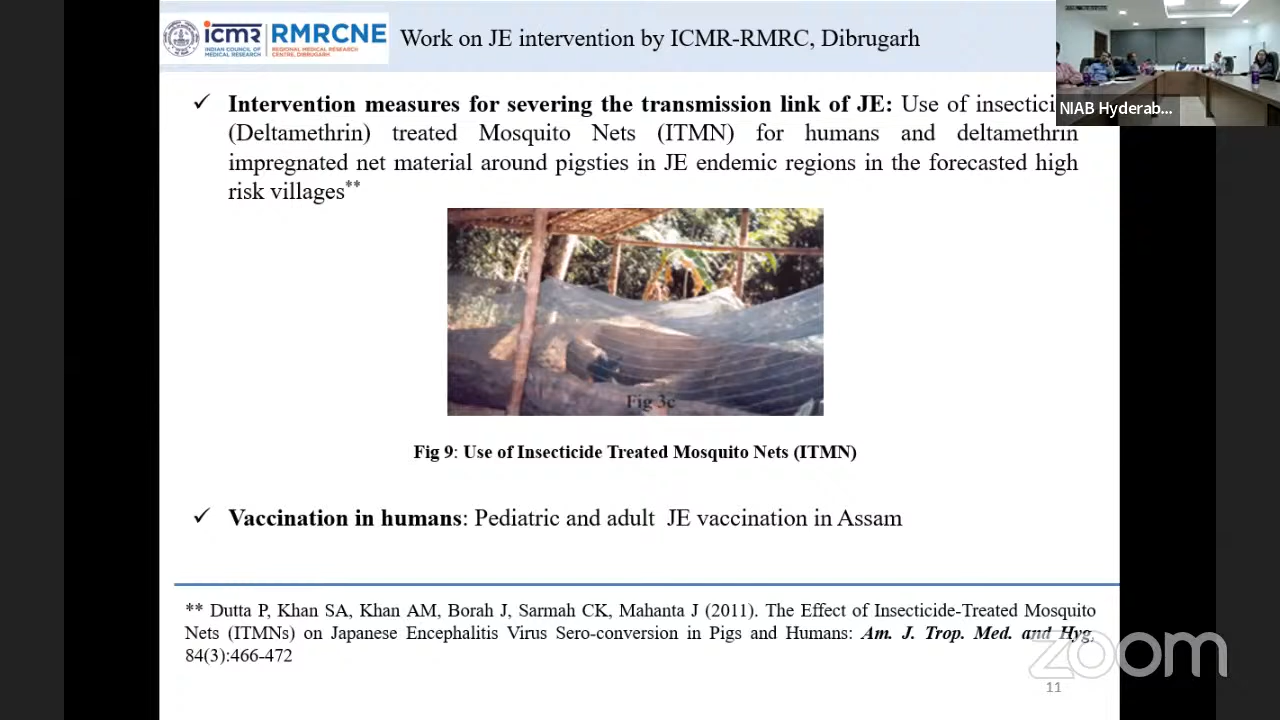 icmr
INDIAN COUNCIL OF
MEDICAL RESEARCH
RMRCNE
REGIONAL MEDICAL RESEARCH
CENTRE, DIBRUGARH
Work on JE intervention by ICMR-RMRC, Dibrugarh
NIAB Hyderab...
✓ Intervention measures for severing the transmission link of JE: Use of insectici
(Deltamethrin) treated Mosquito Nets (ITMN) for humans and deltamethrin
impregnated net material around pigsties in JE endemic regions in the forecasted high
risk villages**
Fig 3c
Fig 9: Use of Insecticide Treated Mosquito Nets (ITMN)
✓ Vaccination in humans: Pediatric and adult JE vaccination in Assam
** Dutta P, Khan SA, Khan AM, Borah J, Sarmah CK, Mahanta J (2011). The Effect of Insecticide-Treated Mosquito
Nets (ITMNs) on Japanese Encephalitis Virus Sero-conversion in Pigs and Humans: Am. J. Trop. Med. and Hyg,
84(3):466-472
zoom
11